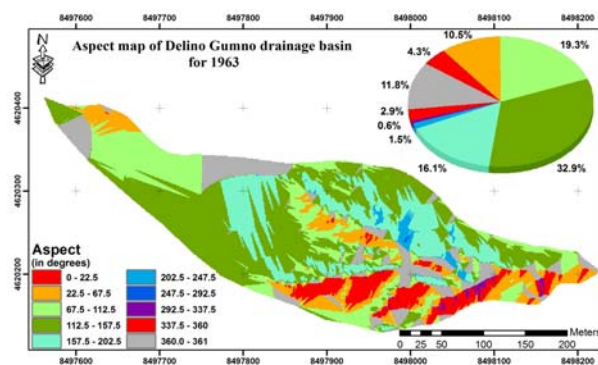 8497600 8497700 8497800 8497900 8498000 8498100 8498200
N
Aspect map of Delino Gumno drainage basin
for 1963
10.5%
4.3%
19.3%
11.8%
2.9%
0.6%
1.5%
16.1%
32.9%
4620400
4620300
4620200
4620400
4620300
4620200
Aspect
(in degrees)
0 - 22.5
22.5 - 67.5
67.5 - 112.5
112.5 - 157.5
157.5 - 202.5
202.5 - 247.5
247.5 - 292.5
292.5 - 337.5
337.5 - 360
360.0 - 361
Meters
0 25 50 100 150 200
8497600 8497700 8497800 8497900 8498000 8498100 8498200